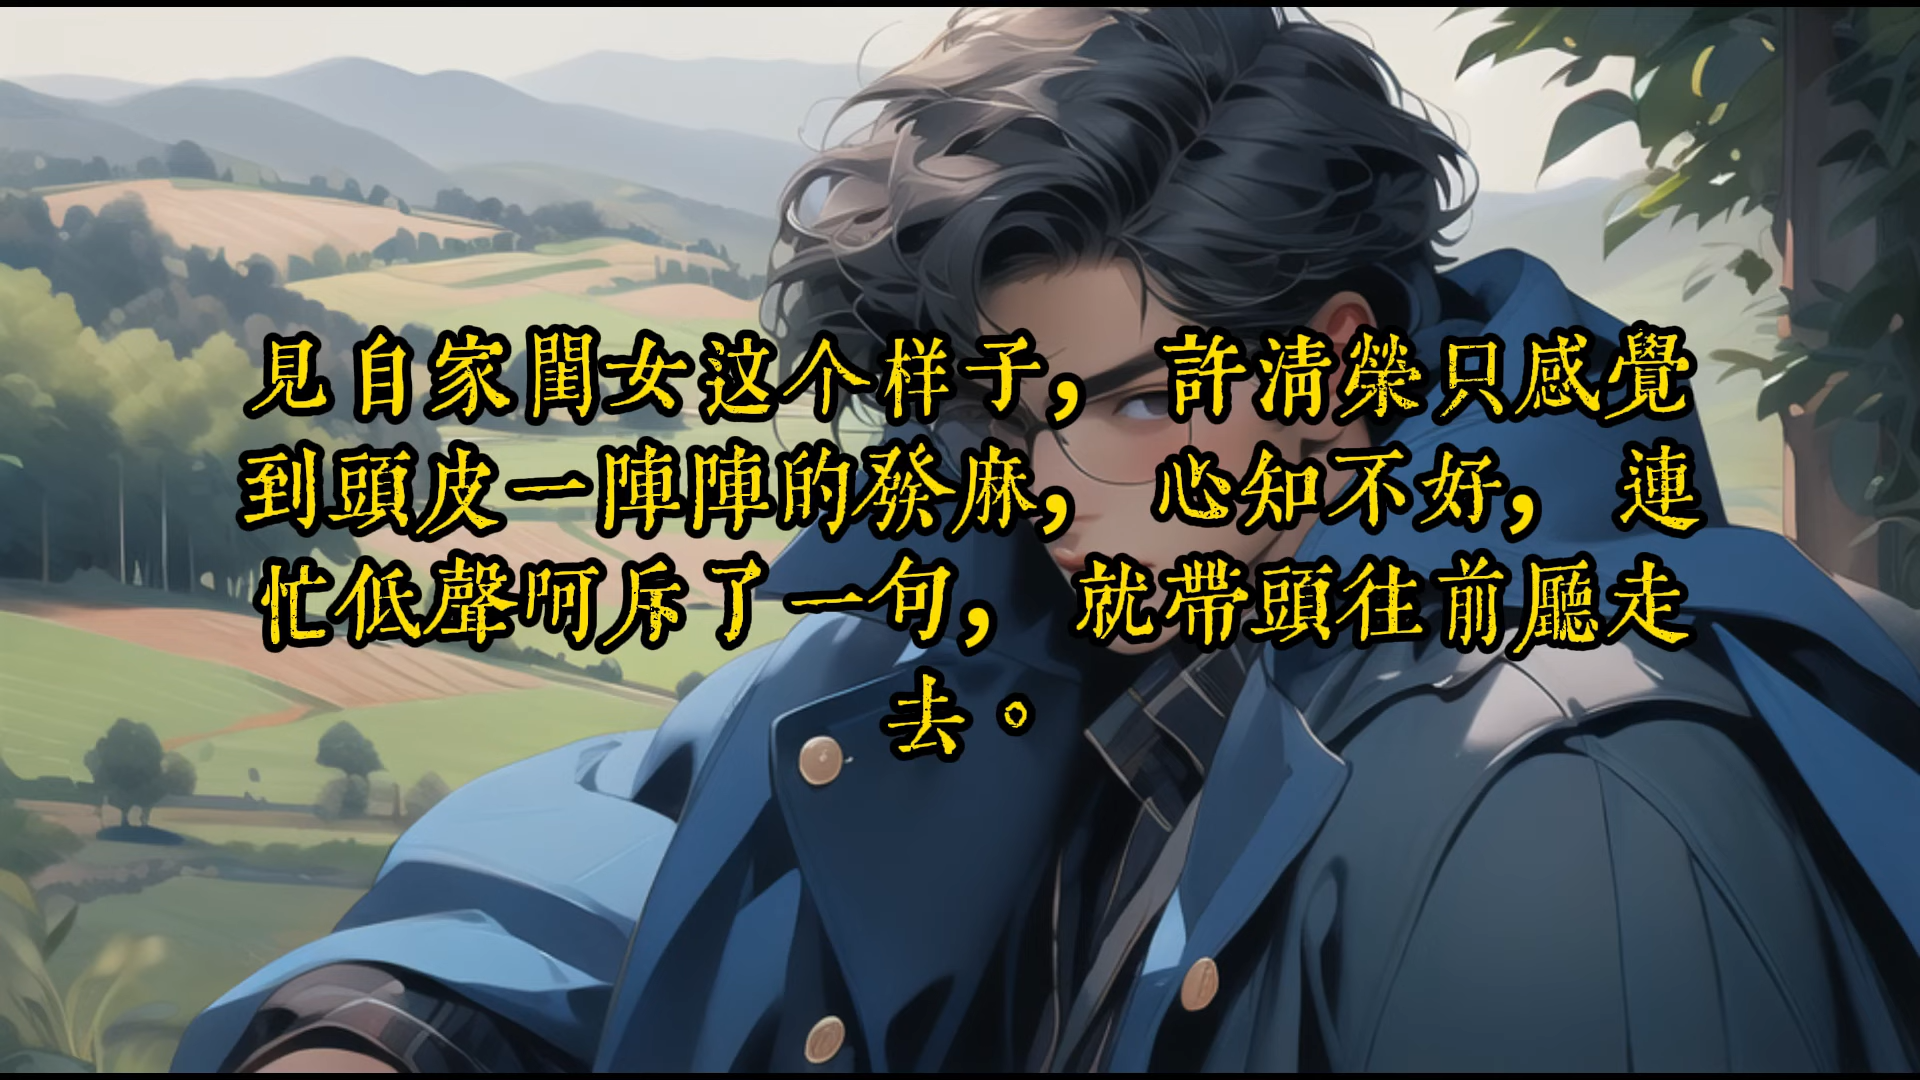 見自家閨女这个样子，許清榮只感覺
到頭皮一陣陣的發麻，心知不好，連
忙低聲呵斥了一句，就帶頭往前廳走
去。